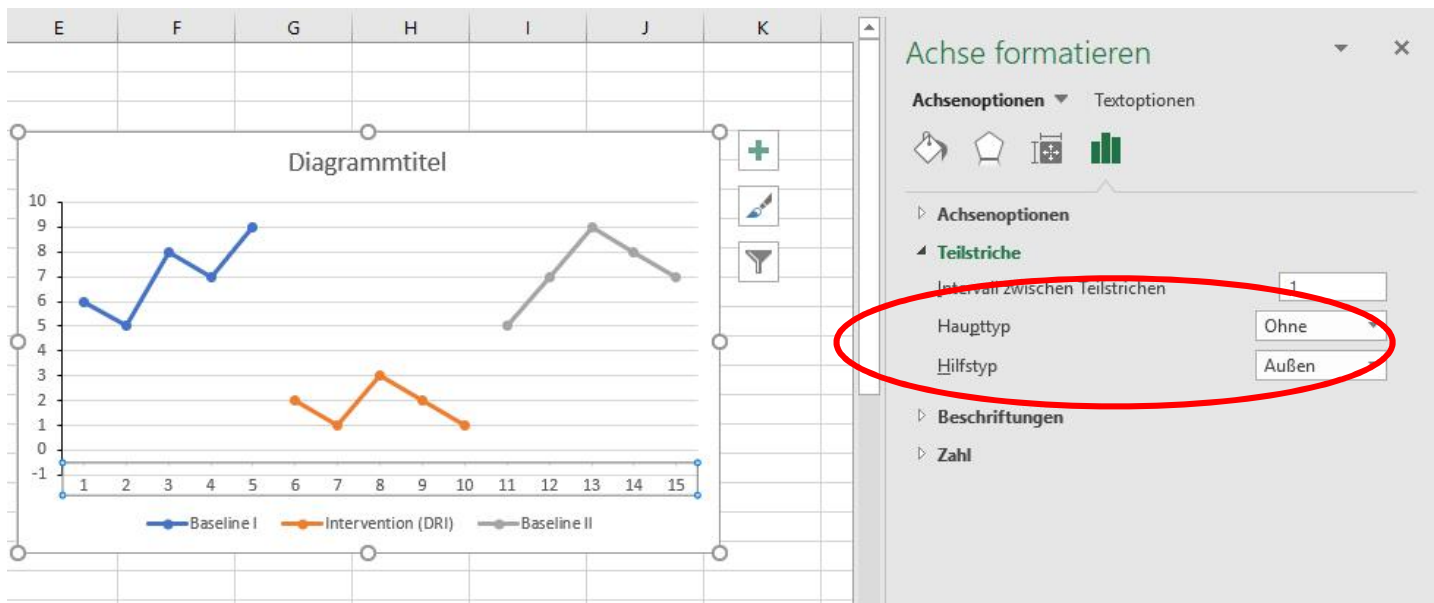 E F G H I J K
Diagrammtitel
10
9
8
7
6
5
4
3
2
1
0
-1
1 2 3 4 5 6 7 8 9 10 11 12 13 14 15
Baseline I Intervention (DRI) Baseline II
Achse formatieren
Achsenoptionen Textoptionen
Achsenoptionen
Teilstriche
Intervall zwischen Teilstrichen 1
Haupttyp Ohne
Hilfstyp Außen
Beschriftungen
Zahl